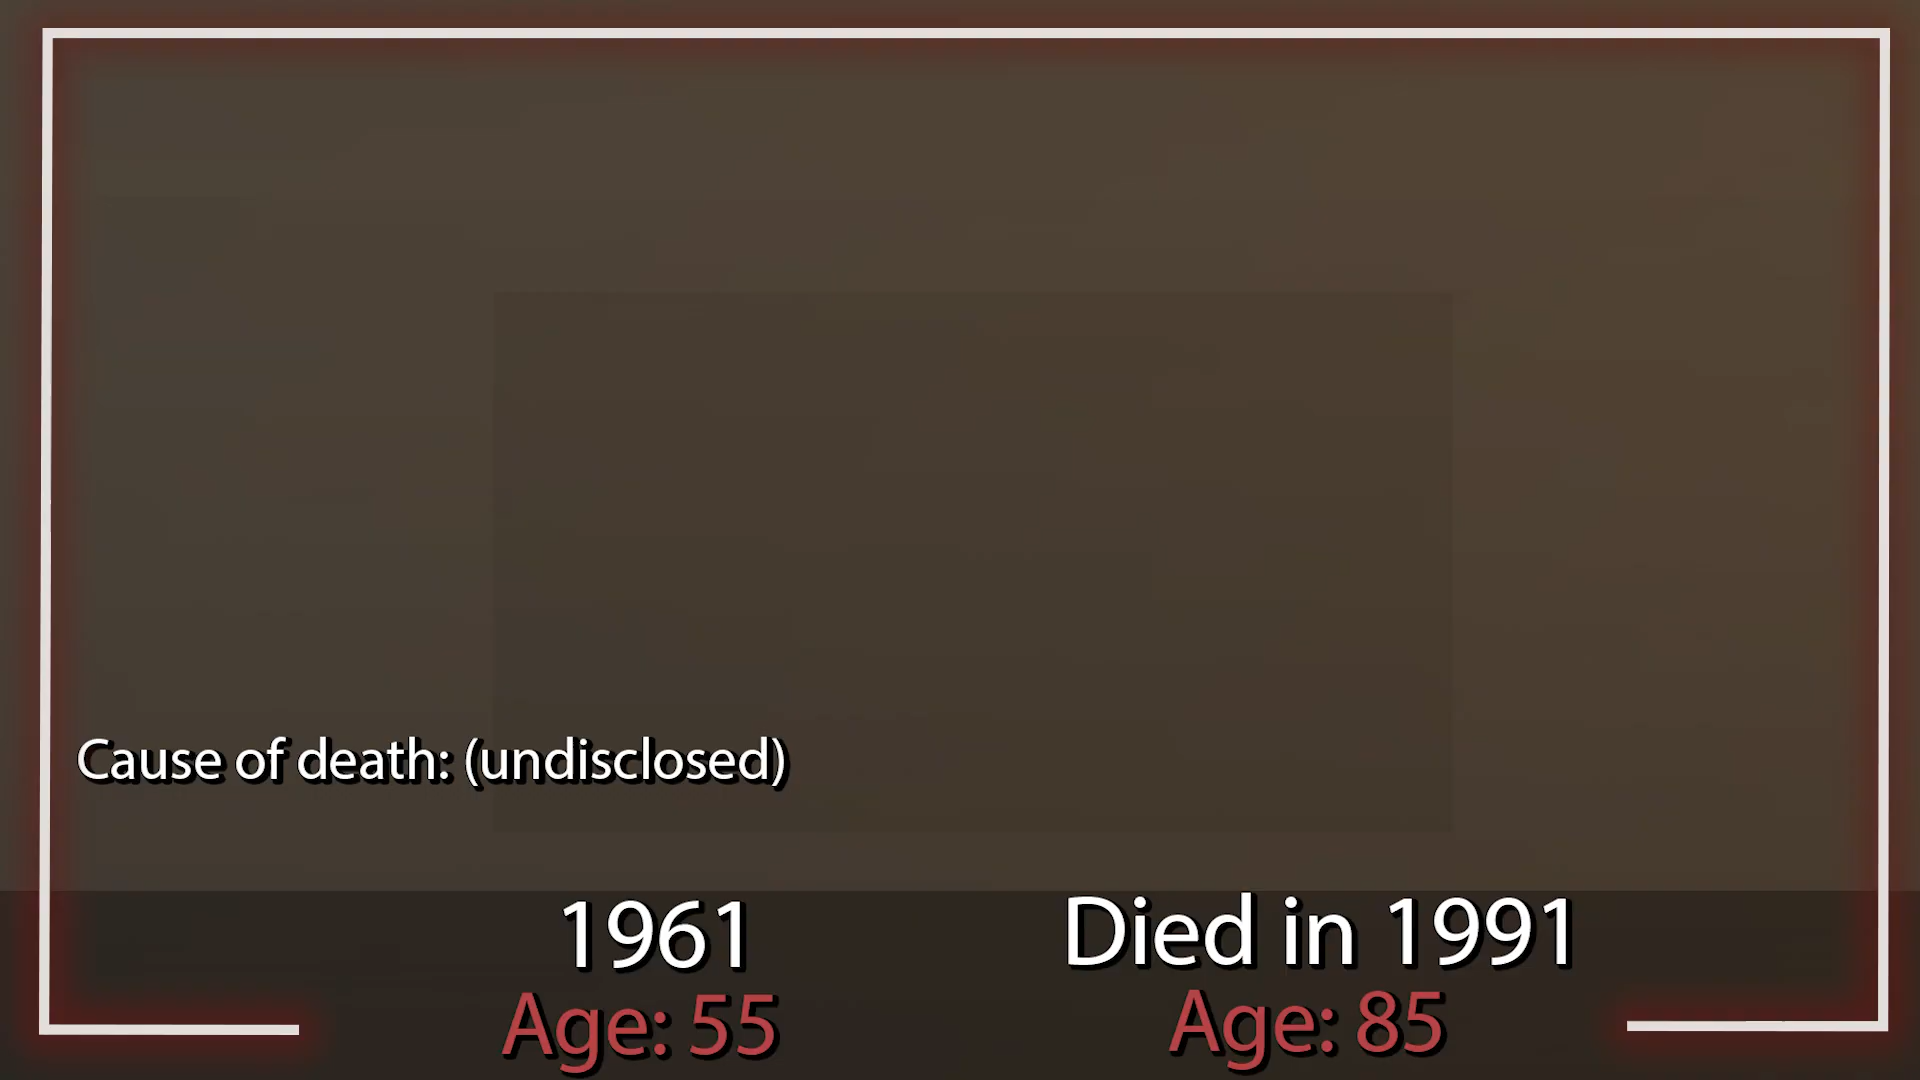 Cause of death: (undisclosed)
1961
Age: 55
Died in 1991
Age: 85